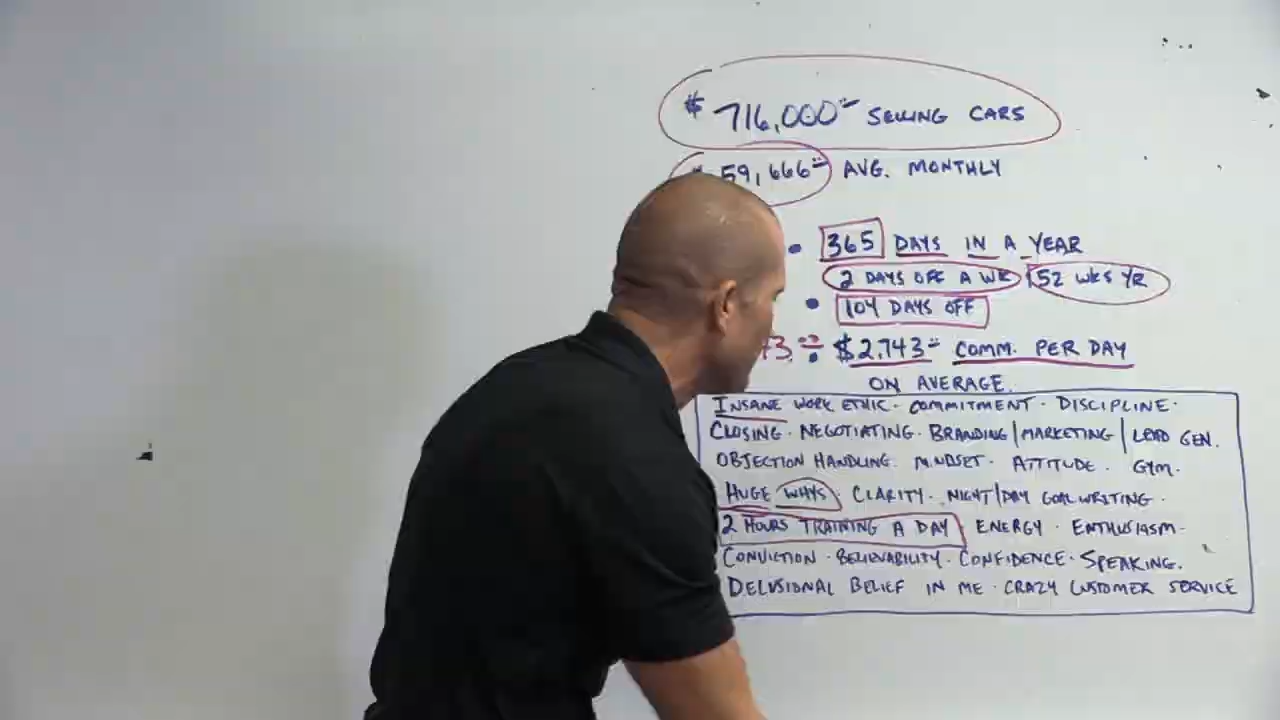 $ 716,000 SELLING CARS
59,666 AVG. MONTHLY
• 365 DAYS IN A YEAR
2 DAYS OFF A WK 52 WKS YR
• 104 DAYS OFF
73 ÷ $2,743 COMM. PER DAY
ON AVERAGE.
INSANE WORK ETHIC · COMMITMENT · DISCIPLINE ·
CLOSING · NEGOTIATING · BRANDING | MARKETING | LEAD GEN.
OBJECTION HANDLING · MINDSET · ATTITUDE · GYM ·
HUGE WHYS · CLARITY · NIGHT/DAY GOAL WRITING ·
2 HOURS TRAINING A DAY · ENERGY · ENTHUSIASM ·
CONVICTION · BELIEVABILITY · CONFIDENCE · SPEAKING.
DELUSIONAL BELIEF IN ME · CRAZY CUSTOMER SERVICE